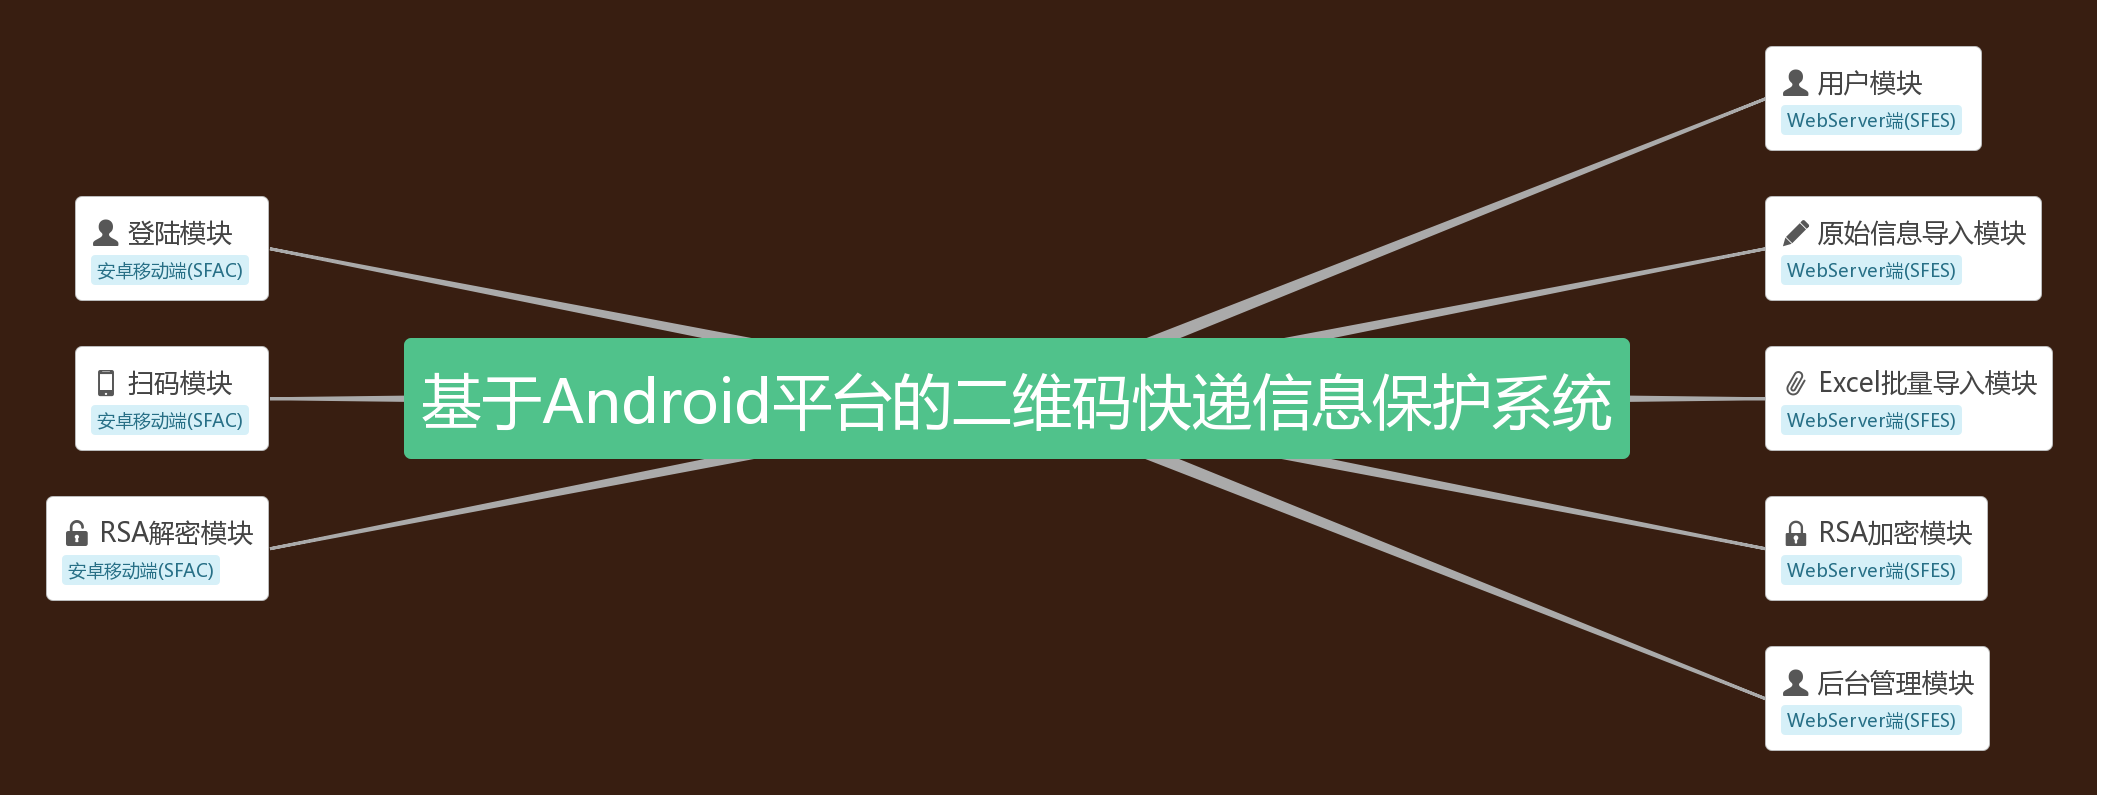 用户模块
WebServer端(SFES)
登陆模块
安卓移动端(SFAC)
原始信息导入模块
WebServer端(SFES)
扫码模块
安卓移动端(SFAC)
基于Android平台的二维码快递信息保护系统
Excel批量导入模块
WebServer端(SFES)
RSA解密模块
安卓移动端(SFAC)
RSA加密模块
WebServer端(SFES)
后台管理模块
WebServer端(SFES)